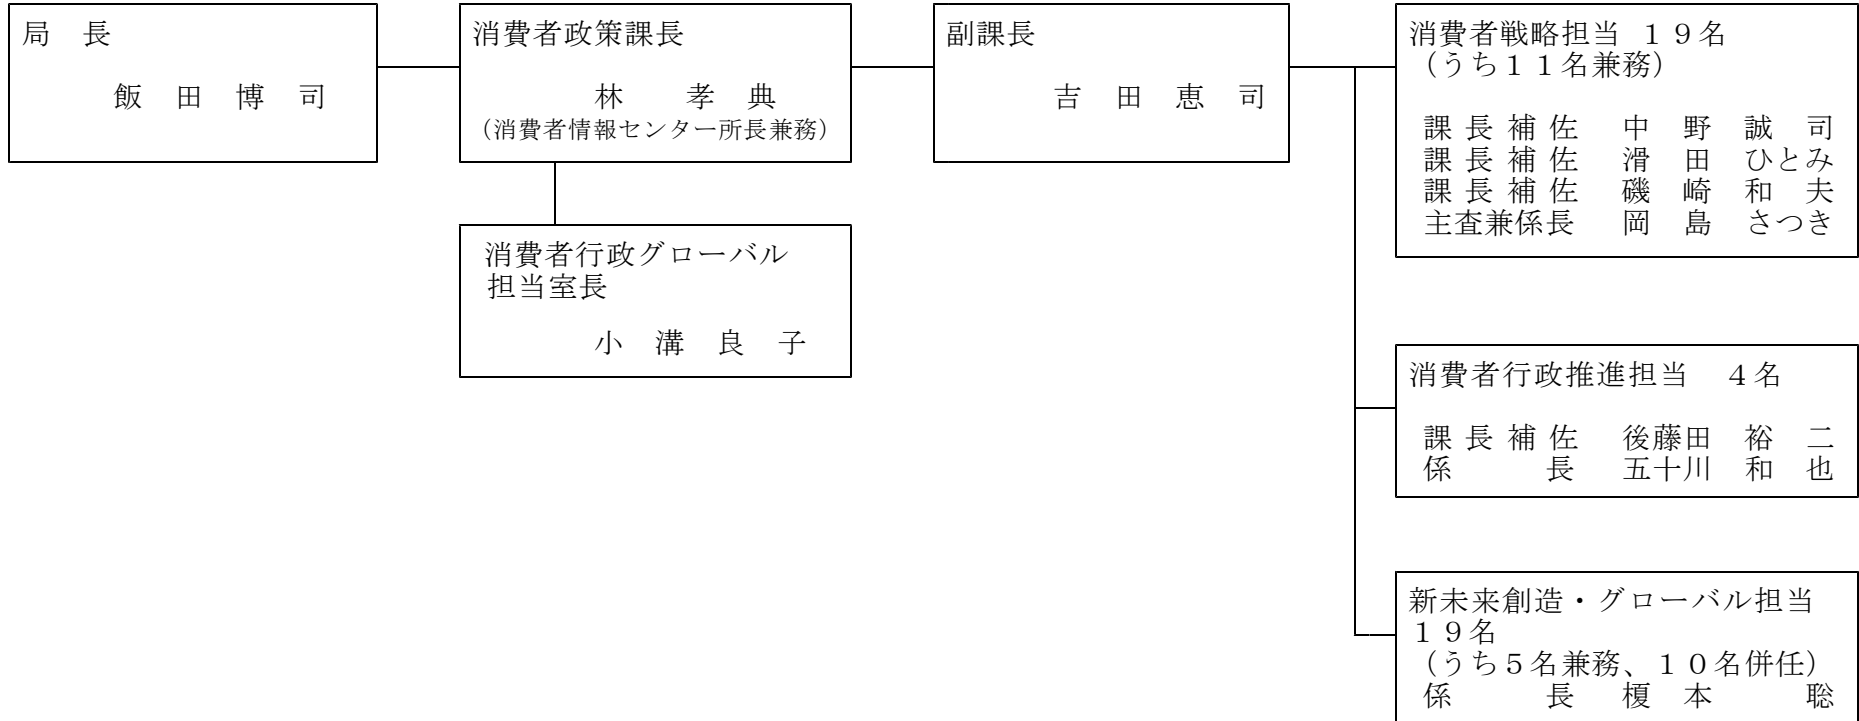 局　長
飯　田　博　司
消費者政策課長
林　　孝　典
（消費者情報センター所長兼務）
副課長
吉　田　恵　司
消費者行政グローバル
担当室長
小　溝　良　子
消費者戦略担当　１９名
（うち１１名兼務）
課 長 補 佐　中　野　誠　司
課 長 補 佐　滑　田　ひとみ
課 長 補 佐　磯　崎　和　夫
主査兼係長　岡　島　さつき
消費者行政推進担当　４名
課 長 補 佐　後藤田　裕　二
係　　　長　五十川　和　也
新未来創造・グローバル担当
１９名
（うち５名兼務、１０名併任）
係　　　長　榎　本　　　聡